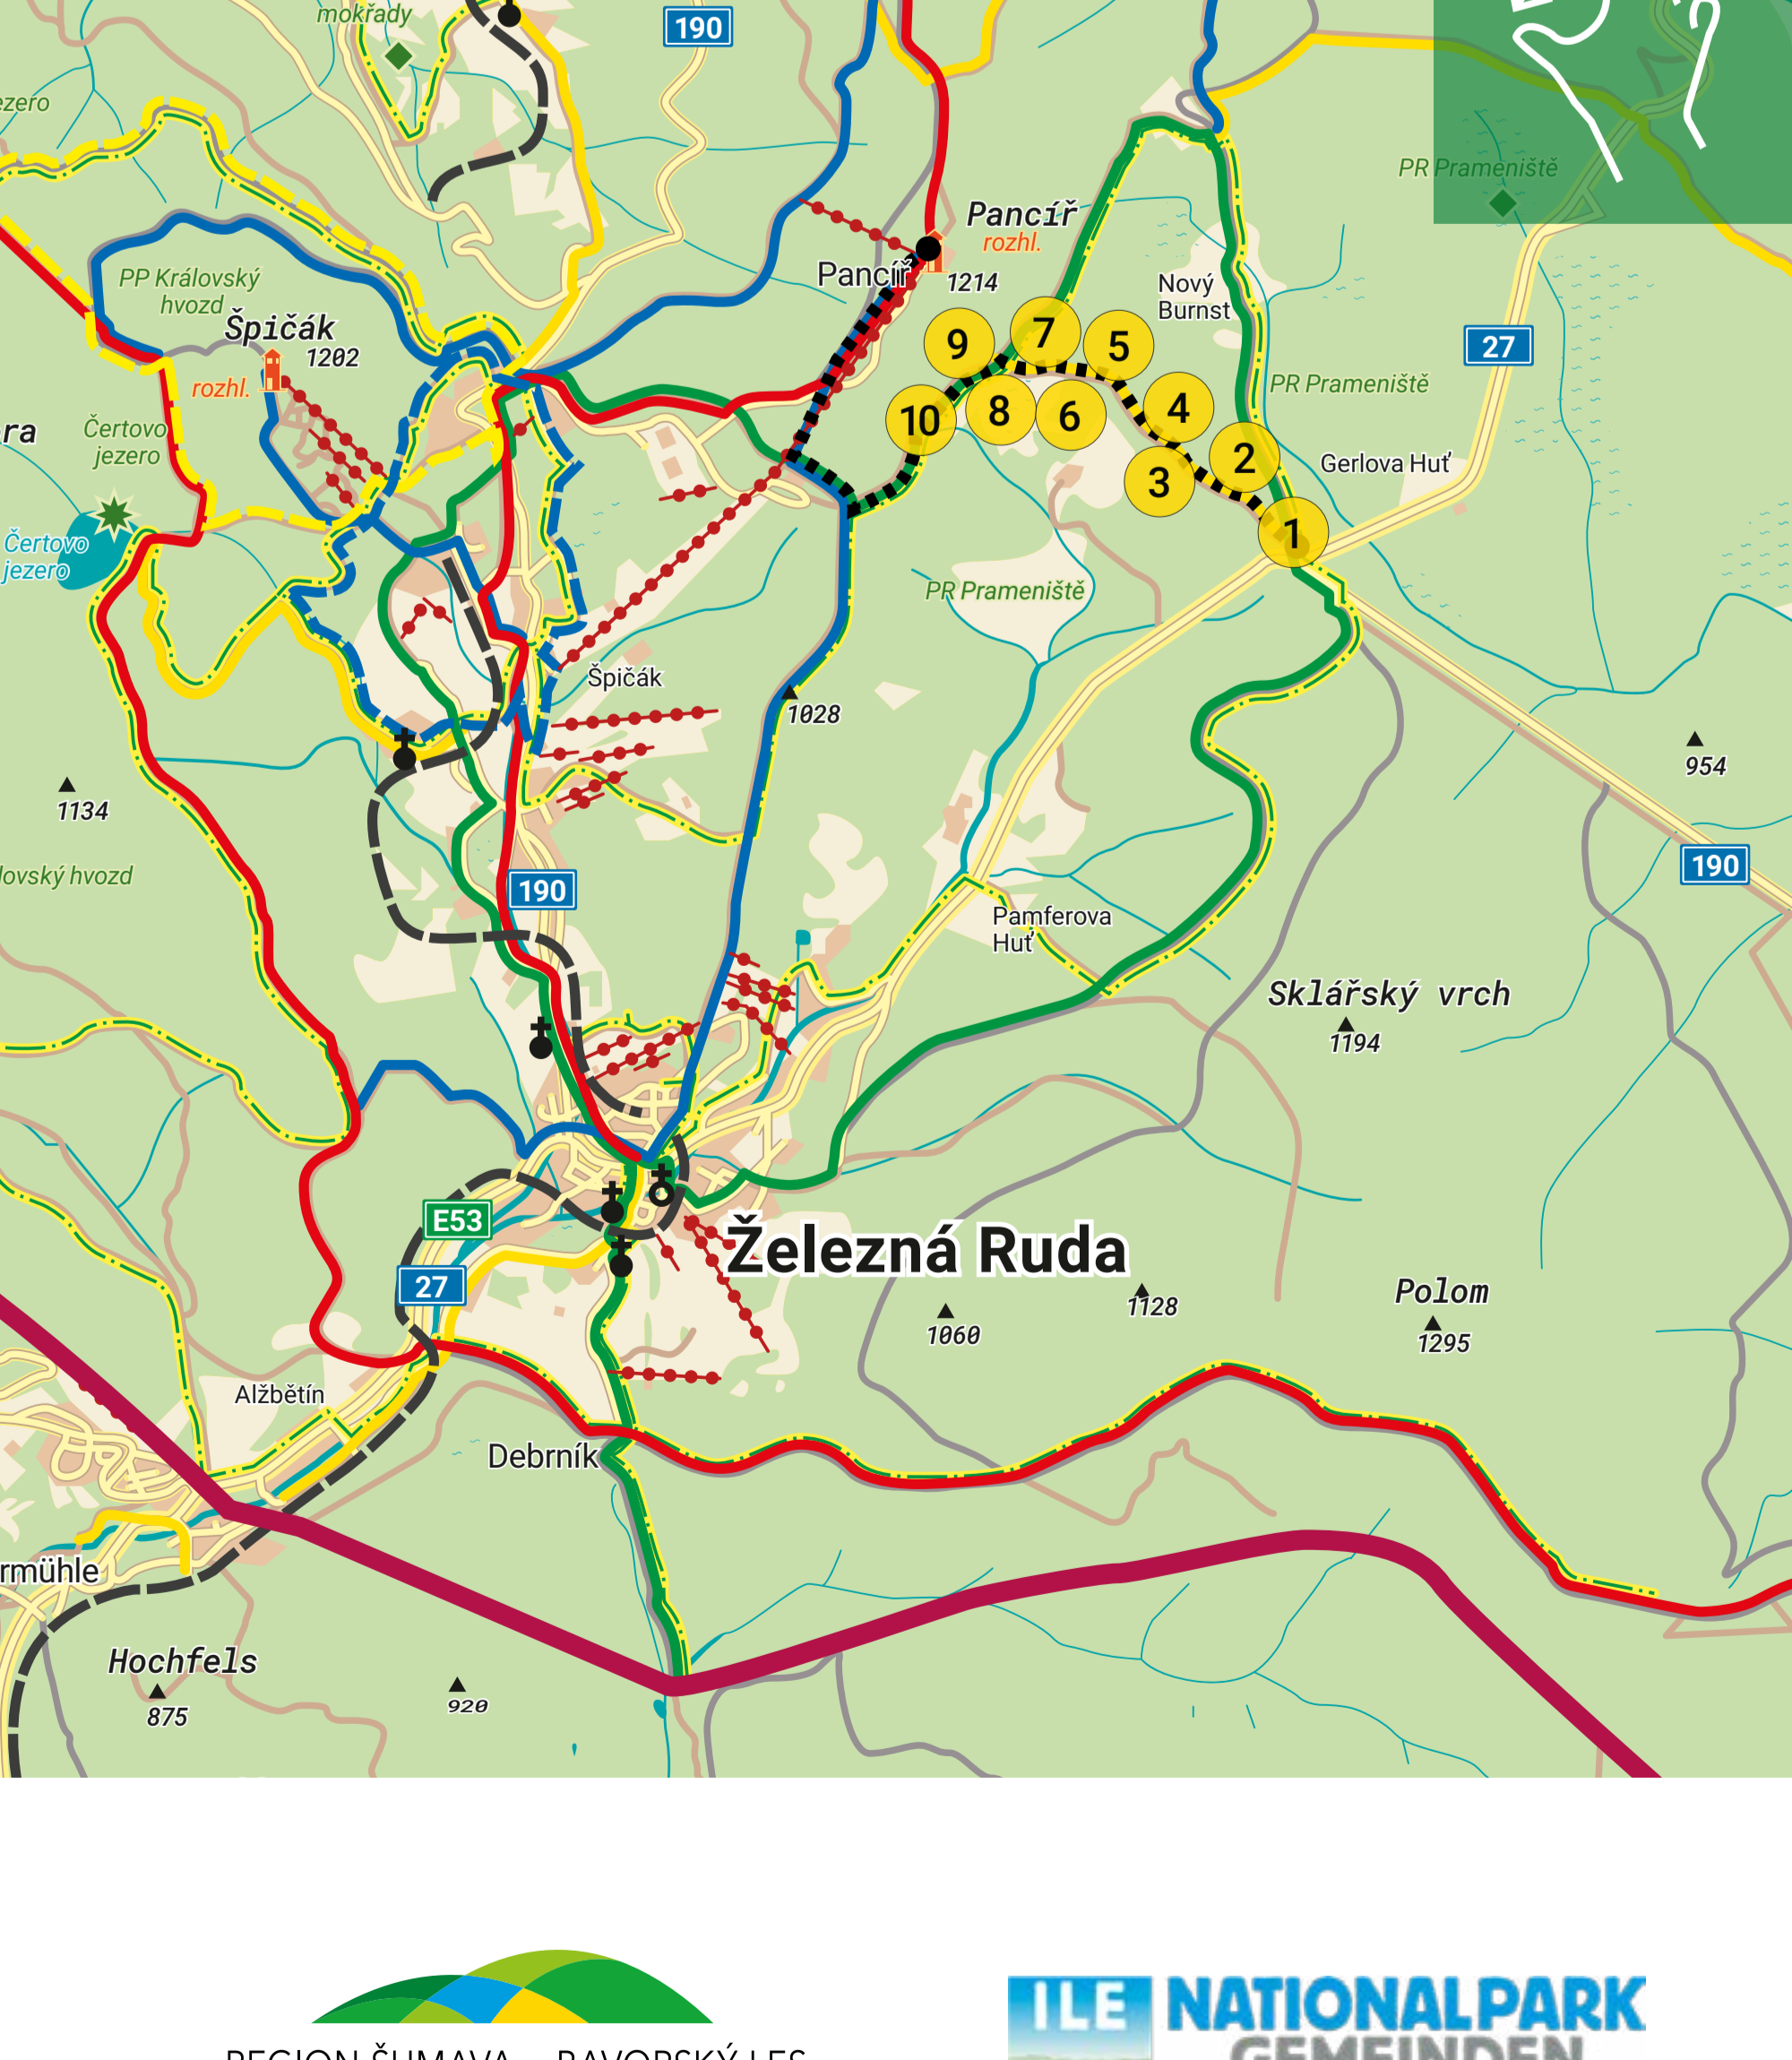 mokřady
190
ezero
PR Prameniště
Pancíř
rozhl.
Pancíř
1214
PP Královský
hvozd
Nový
Burnst
Špičák
1202
rozhl.
27
9
7
5
PR Prameniště
10
8
6
4
ra
Čertovo
jezero
2
Gerlova Huť
3
1
Čertovo
jezero
PR Prameniště
Špičák
1028
954
1134
190
lovský hvozd
190
Pamferova
Huť
Sklářský vrch
1194
E53
Železná Ruda
27
1128
1060
Polom
1295
Alžbětín
Debrník
rmühle
Hochfels
875
920
REGION ŠUMAVA BAVORSKÝ LES
ILE NATIONALPARK
GEMEINDEN